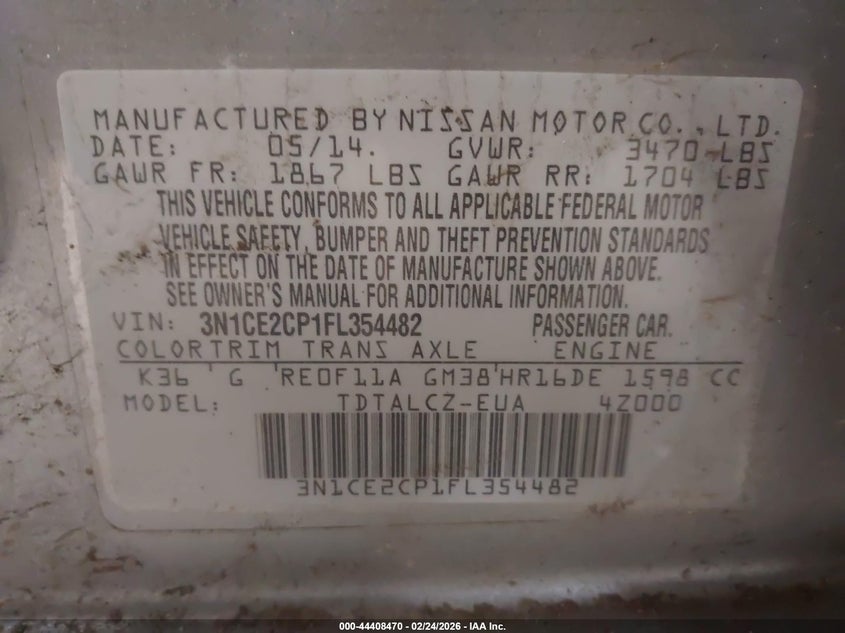 MANUFACTURED BY NISSAN MOTOR CO., LTD.
DATE: 05/14. GVWR: 3470 LBS
GAWR FR: 1867 LBS GAWR RR: 1704 LBS
THIS VEHICLE CONFORMS TO ALL APPLICABLE FEDERAL MOTOR
VEHICLE SAFETY, BUMPER AND THEFT PREVENTION STANDARDS
IN EFFECT ON THE DATE OF MANUFACTURE SHOWN ABOVE.
SEE OWNER'S MANUAL FOR ADDITIONAL INFORMATION.
VIN: 3N1CE2CP1FL354482 PASSENGER CAR.
COLORTRIM TRANS AXLE ENGINE
K36 G RE0F11A GM38 HR16DE 1598 CC
MODEL: TDTALCZ-EUA 4Z000
3N1CE2CP1FL354482
000-44408470 - 02/24/2026 - IAA Inc.